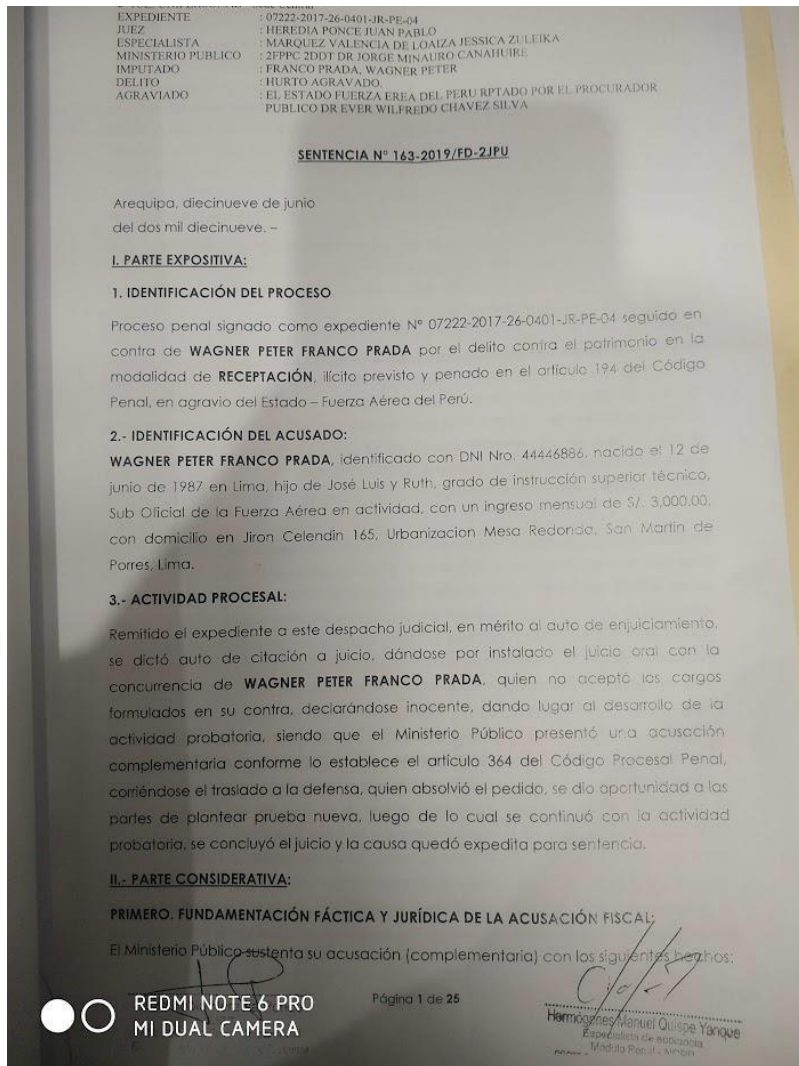 EXPEDIENTE : 07222-2017-26-0401-JR-PE-04
JUEZ : HEREDIA PONCE JUAN PABLO
ESPECIALISTA : MARQUEZ VALENCIA DE LOAIZA JESSICA ZULEIKA
MINISTERIO PUBLICO : 2FPPC 2DDT DR JORGE MINAURO CANAHUIRE
IMPUTADO : FRANCO PRADA, WAGNER PETER
DELITO : HURTO AGRAVADO,
AGRAVIADO : EL ESTADO FUERZA EREA DEL PERU RPTADO POR EL PROCURADOR
PUBLICO DR EVER WILFREDO CHAVEZ SILVA
SENTENCIA N° 163-2019/FD-2JPU
Arequipa, diecinueve de junio
del dos mil diecinueve. –
I. PARTE EXPOSITIVA:
1. IDENTIFICACIÓN DEL PROCESO
Proceso penal signado como expediente N° 07222-2017-26-0401-JR-PE-04 seguido en
contra de WAGNER PETER FRANCO PRADA por el delito contra el patrimonio en la
modalidad de RECEPTACIÓN, ilícito previsto y penado en el artículo 194 del Código
Penal, en agravio del Estado – Fuerza Aérea del Perú.
2.- IDENTIFICACIÓN DEL ACUSADO:
WAGNER PETER FRANCO PRADA, identificado con DNI Nro. 44446886, nacido el 12 de
junio de 1987 en Lima, hijo de José Luis y Ruth, grado de instrucción superior técnico,
Sub Oficial de la Fuerza Aérea en actividad, con un ingreso mensual de S/. 3,000.00,
con domicilio en Jiron Celendin 165, Urbanizacion Mesa Redonda, San Martin de
Porres, Lima.
3.- ACTIVIDAD PROCESAL:
Remitido el expediente a este despacho judicial, en mérito al auto de enjuiciamiento,
se dictó auto de citación a juicio, dándose por instalado el juicio oral con la
concurrencia de WAGNER PETER FRANCO PRADA, quien no aceptó los cargos
formulados en su contra, declarándose inocente, dando lugar al desarrollo de la
actividad probatoria, siendo que el Ministerio Público presentó una acusación
complementaria conforme lo establece el artículo 364 del Código Procesal Penal,
corriéndose el traslado a la defensa, quien absolvió el pedido, se dio oportunidad a las
partes de plantear prueba nueva, luego de lo cual se continuó con la actividad
probatoria, se concluyó el juicio y la causa quedó expedita para sentencia.
II.- PARTE CONSIDERATIVA:
PRIMERO. FUNDAMENTACIÓN FÁCTICA Y JURÍDICA DE LA ACUSACIÓN FISCAL:
El Ministerio Público sustenta su acusación (complementaria) con los siguientes hechos:
Página 1 de 25
Hermógenes Manuel Quispe Yanque
Especialista de audiencia
Módulo Penal
REDMI NOTE 6 PRO
MI DUAL CAMERA